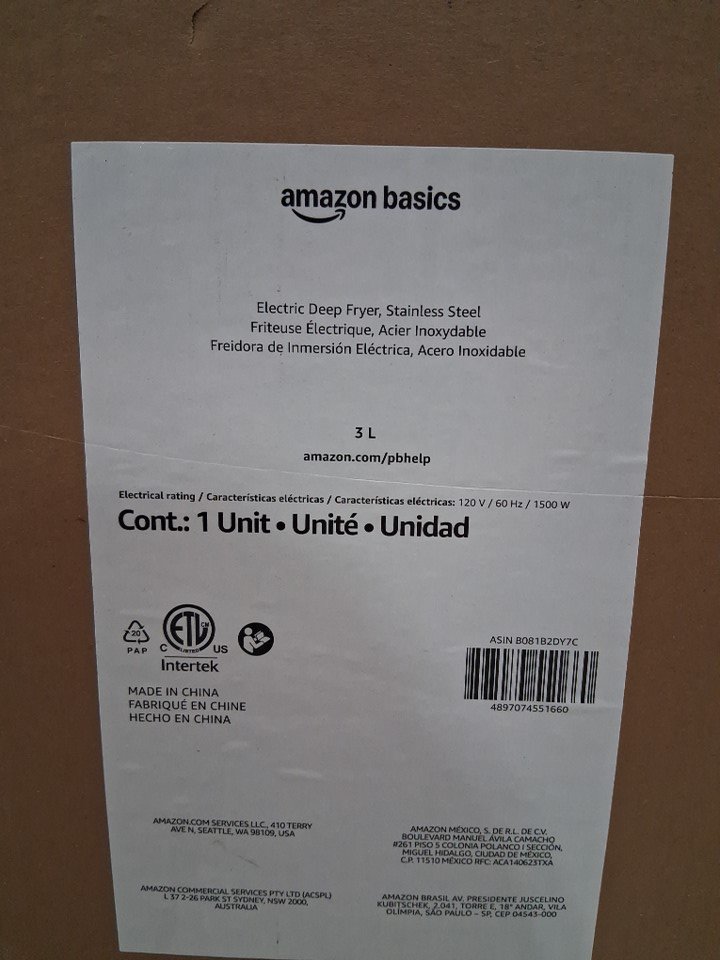 amazon basics
Electric Deep Fryer, Stainless Steel
Friteuse Électrique, Acier Inoxydable
Freidora de Inmersión Eléctrica, Acero Inoxidable
3 L
amazon.com/pbhelp
Electrical rating / Características eléctricas / Características eléctricas: 120 V / 60 Hz / 1500 W
Cont.: 1 Unit • Unité • Unidad
20
PAP
ETL CM
LISTED
C US
Intertek
ASIN B081B2DY7C
4897074551660
MADE IN CHINA
FABRIQUÉ EN CHINE
HECHO EN CHINA
AMAZON.COM SERVICES LLC, 410 TERRY
AVE N, SEATTLE, WA 98109, USA
AMAZON MÉXICO, S. DE R.L. DE C.V.
BOULEVARD MANUEL ÁVILA CAMACHO
#261 PISO 5 COLONIA POLANCO I SECCIÓN,
MIGUEL HIDALGO, CIUDAD DE MÉXICO,
C.P. 11510 MÉXICO RFC: ACA140623TXA
AMAZON COMMERCIAL SERVICES PTY LTD (ACSPL)
L 37 2-26 PARK ST SYDNEY, NSW 2000,
AUSTRALIA
AMAZON BRASIL AV. PRESIDENTE JUSCELINO
KUBITSCHEK, 2.041, TORRE E, 18° ANDAR, VILA
OLÍMPIA, SÃO PAULO – SP, CEP 04543-000